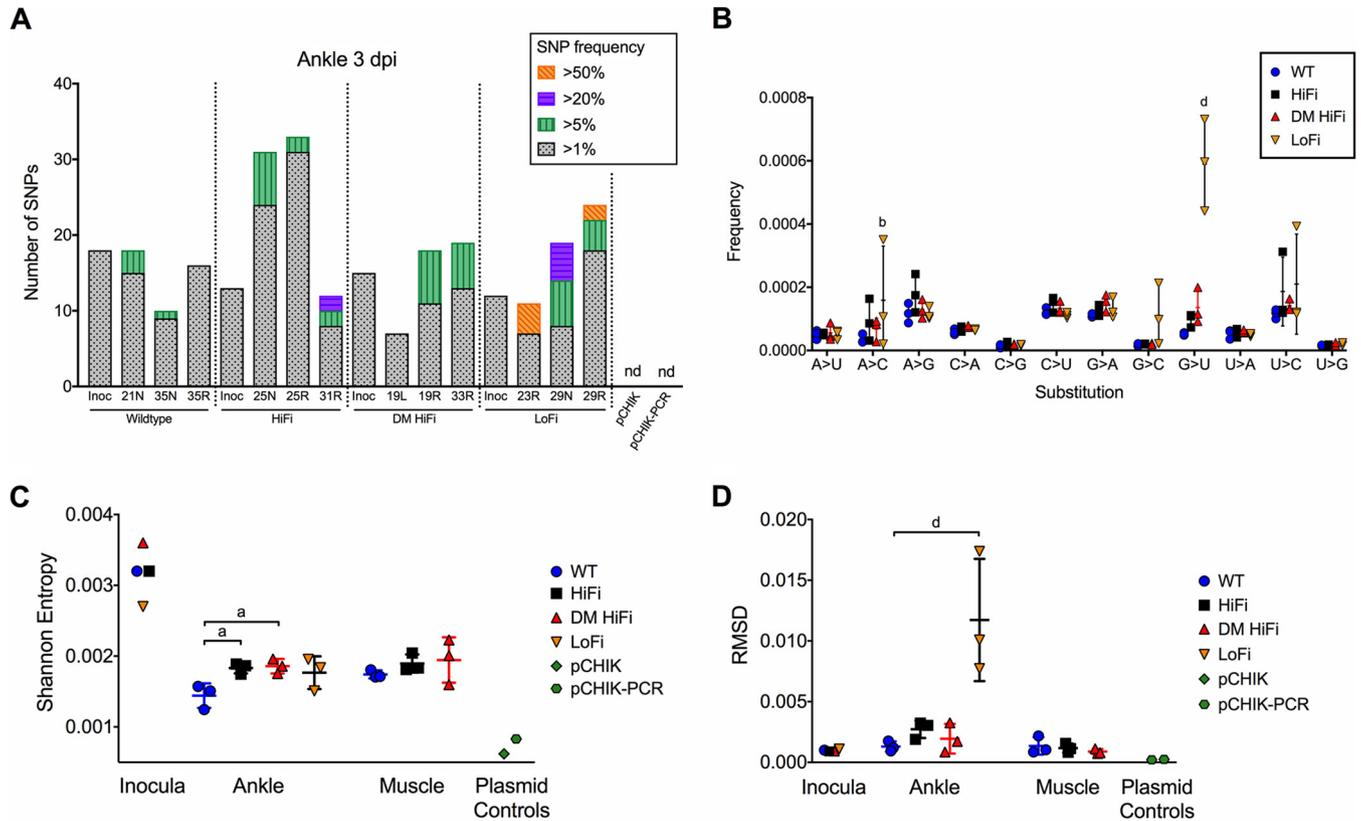 A
Ankle 3 dpi
SNP frequency
>50%
>20%
>5%
>1%
Number of SNPs
40
30
20
10
0
nd nd
Inoc 21N 35N 35R Inoc 25N 25R 31R Inoc 19L 19R 33R Inoc 23R 29N 29R
Wildtype HiFi DM HiFi LoFi
pCHIK
pCHIK-PCR
B
WT
HiFi
DM HiFi
LoFi
Frequency
0.0008
0.0006
0.0004
0.0002
0.0000
b
d
A>U A>C A>G C>A C>G C>U G>A G>C G>U U>A U>C U>G
Substitution
C
Shannon Entropy
0.004
0.003
0.002
0.001
a
a
WT
HiFi
DM HiFi
LoFi
pCHIK
pCHIK-PCR
Inocula Ankle Muscle Plasmid
Controls
D
RMSD
0.020
0.015
0.010
0.005
0.000
d
WT
HiFi
DM HiFi
LoFi
pCHIK
pCHIK-PCR
Inocula Ankle Muscle Plasmid
Controls